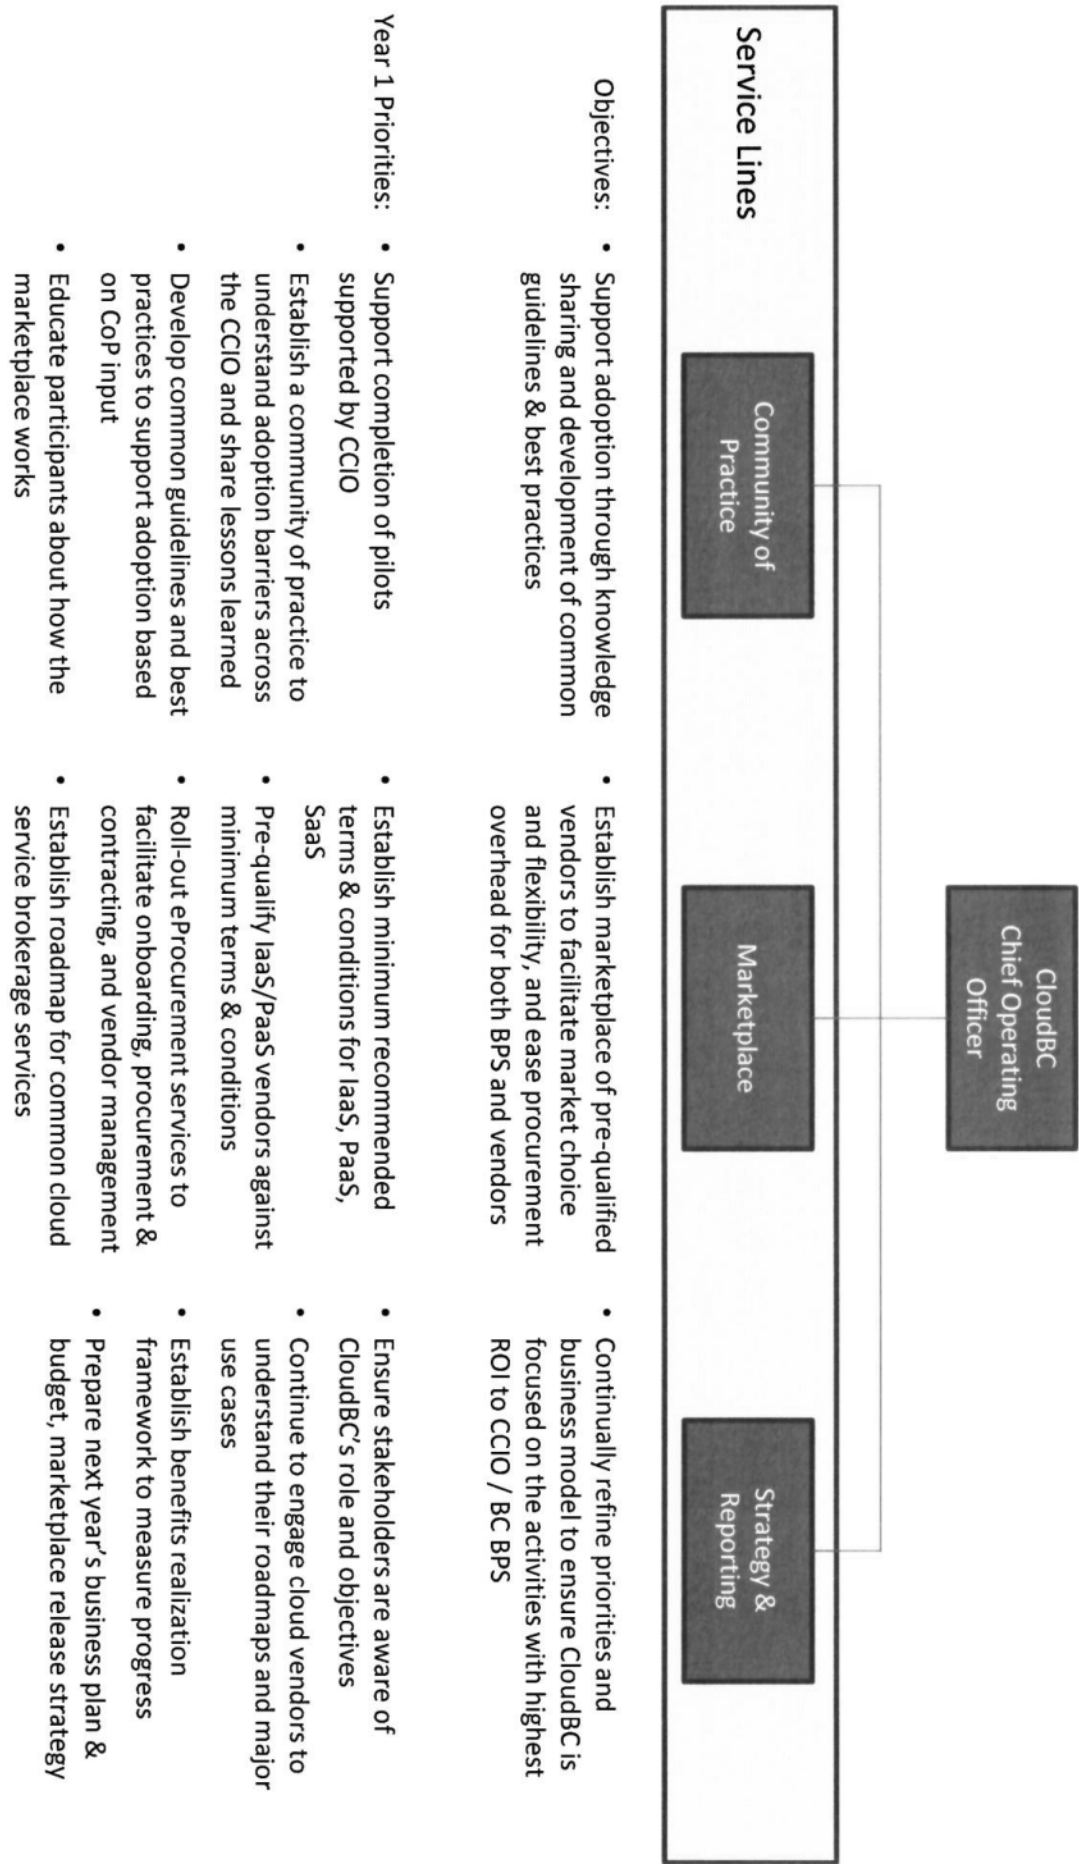 CloudBC
Chief Operating
Officer
Service Lines
Community of
Practice
Marketplace
Strategy &
Reporting
Objectives:
• Support adoption through knowledge
sharing and development of common
guidelines & best practices
• Establish marketplace of pre-qualified
vendors to facilitate market choice
and flexibility, and ease procurement
overhead for both BPS and vendors
• Continually refine priorities and
business model to ensure CloudBC is
focused on the activities with highest
ROI to CCIO / BC BPS
Year 1 Priorities:
• Support completion of pilots
supported by CCIO
• Establish a community of practice to
understand adoption barriers across
the CCIO and share lessons learned
• Develop common guidelines and best
practices to support adoption based
on CoP input
• Educate participants about how the
marketplace works
• Establish minimum recommended
terms & conditions for IaaS, PaaS,
SaaS
• Pre-qualify IaaS/PaaS vendors against
minimum terms & conditions
• Roll-out eProcurement services to
facilitate onboarding, procurement &
contracting, and vendor management
• Establish roadmap for common cloud
service brokerage services
• Ensure stakeholders are aware of
CloudBC's role and objectives
• Continue to engage cloud vendors to
understand their roadmaps and major
use cases
• Establish benefits realization
framework to measure progress
• Prepare next year's business plan &
budget, marketplace release strategy